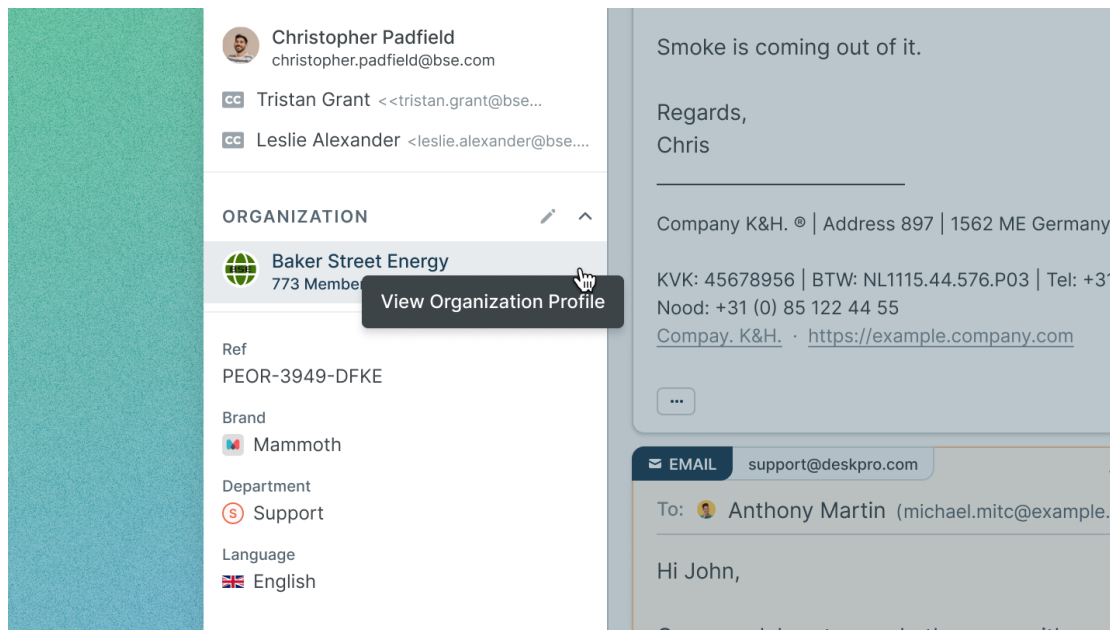 Christopher Padfield
christopher.padfield@bse.com
CC Tristan Grant <<tristan.grant@bse...
CC Leslie Alexander <leslie.alexander@bse....
ORGANIZATION
BSE
Baker Street Energy
773 Member
View Organization Profile
Ref
PEOR-3949-DFKE
Brand
Mammoth
Department
S Support
Language
English
Smoke is coming out of it.
Regards,
Chris
Company K&H. ® | Address 897 | 1562 ME Germany
KVK: 45678956 | BTW: NL1115.44.576.P03 | Tel: +31
Nood: +31 (0) 85 122 44 55
Compay. K&H. · https://example.company.com
...
EMAIL support@deskpro.com
To: Anthony Martin (michael.mitc@example.
Hi John,